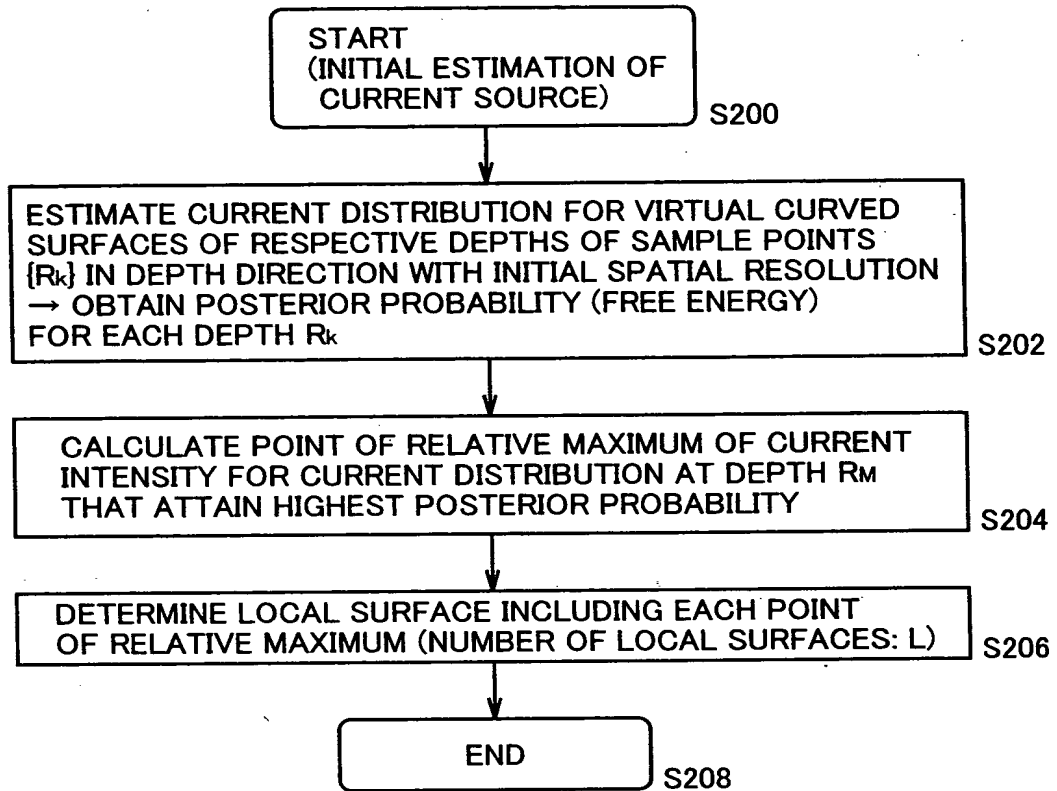 START
(INITIAL ESTIMATION OF
CURRENT SOURCE)
S200
ESTIMATE CURRENT DISTRIBUTION FOR VIRTUAL CURVED
SURFACES OF RESPECTIVE DEPTHS OF SAMPLE POINTS
{Rk} IN DEPTH DIRECTION WITH INITIAL SPATIAL RESOLUTION
→ OBTAIN POSTERIOR PROBABILITY (FREE ENERGY)
FOR EACH DEPTH Rk
S202
CALCULATE POINT OF RELATIVE MAXIMUM OF CURRENT
INTENSITY FOR CURRENT DISTRIBUTION AT DEPTH RM
THAT ATTAIN HIGHEST POSTERIOR PROBABILITY
S204
DETERMINE LOCAL SURFACE INCLUDING EACH POINT
OF RELATIVE MAXIMUM (NUMBER OF LOCAL SURFACES: L)
S206
END
S208